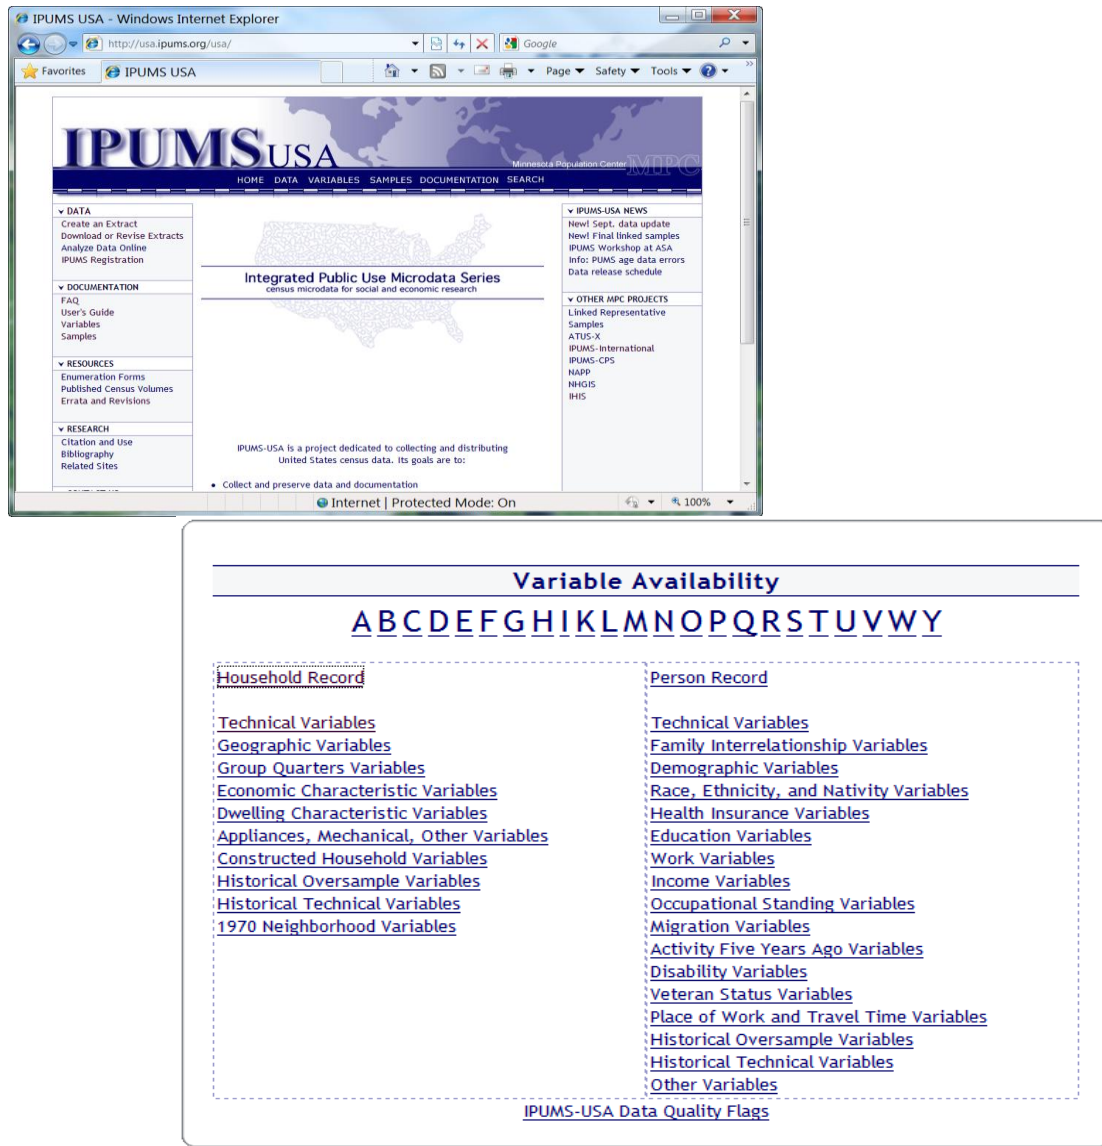 IPUMS USA - Windows Internet Explorer
http://usa.ipums.org/usa/
Google
Favorites
IPUMS USA
Page
Safety
Tools
IPUMS USA
Minnesota Population Center MPC
HOME DATA VARIABLES SAMPLES DOCUMENTATION SEARCH
DATA
Create an Extract
Download or Revise Extracts
Analyze Data Online
IPUMS Registration
DOCUMENTATION
FAQ
User's Guide
Variables
Samples
RESOURCES
Enumeration Forms
Published Census Volumes
Errata and Revisions
RESEARCH
Citation and Use
Bibliography
Related Sites
Integrated Public Use Microdata Series
census microdata for social and economic research
IPUMS-USA is a project dedicated to collecting and distributing
United States census data. Its goals are to:
• Collect and preserve data and documentation
IPUMS-USA NEWS
New! Sept. data update
New! Final linked samples
IPUMS Workshop at ASA
Info: PUMS age data errors
Data release schedule
OTHER MPC PROJECTS
Linked Representative
Samples
ATUS-X
IPUMS-International
IPUMS-CPS
NAPP
NHGIS
IHIS
Internet | Protected Mode: On
100%
Variable Availability
A B C D E F G H I K L M N O P Q R S T U V W Y
Household Record
Technical Variables
Geographic Variables
Group Quarters Variables
Economic Characteristic Variables
Dwelling Characteristic Variables
Appliances, Mechanical, Other Variables
Constructed Household Variables
Historical Oversample Variables
Historical Technical Variables
1970 Neighborhood Variables
Person Record
Technical Variables
Family Interrelationship Variables
Demographic Variables
Race, Ethnicity, and Nativity Variables
Health Insurance Variables
Education Variables
Work Variables
Income Variables
Occupational Standing Variables
Migration Variables
Activity Five Years Ago Variables
Disability Variables
Veteran Status Variables
Place of Work and Travel Time Variables
Historical Oversample Variables
Historical Technical Variables
Other Variables
IPUMS-USA Data Quality Flags